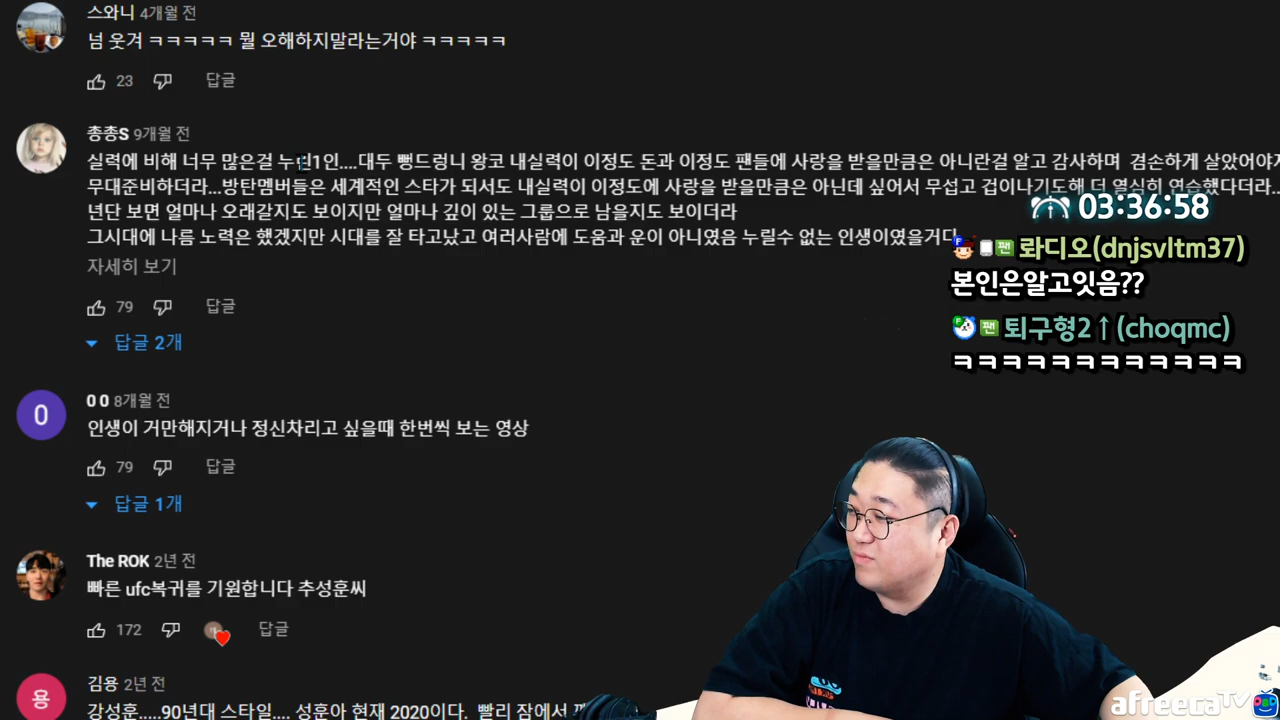 스와니 4개월 전
넘 웃겨 ㅋㅋㅋㅋㅋ 뭘 오해하지말라는거야 ㅋㅋㅋㅋㅋ
23 답글
총총S 9개월 전
실력에 비해 너무 많은걸 누린1인....대두 뻥드렁니 왕코 내실력이 이정도 돈과 이정도 팬들에 사랑을 받을만큼은 아니란걸 알고 감사하며 겸손하게 살았어야지
무대준비하더라...방탄멤버들은 세계적인 스타가 되서도 내실력이 이정도에 사랑을 받을만큼은 아닌데 싶어서 무섭고 겁이나기도해 더 열심히 연습했다더라...
년단 보면 얼마나 오래갈지도 보이지만 얼마나 깊이 있는 그룹으로 남을지도 보이더라
그시대에 나름 노력은 했겠지만 시대를 잘 타고났고 여러사람에 도움과 운이 아니였음 누릴수 없는 인생이였을거다
자세히 보기
79 답글
답글 2개
03:36:58
롸디오(dnjsvltm37)
본인은알고잇음??
퇴구형2↑(choqmc)
ㅋㅋㅋㅋㅋㅋㅋㅋㅋㅋㅋㅋ
0
0 0 8개월 전
인생이 거만해지거나 정신차리고 싶을때 한번씩 보는 영상
79 답글
답글 1개
The ROK 2년 전
빠른 ufc복귀를 기원합니다 추성훈씨
172 답글
용
김용 2년 전
강성훈.....90년대 스타일.... 성훈아 현재 2020이다. 빨리 잠에서
afreecaTV